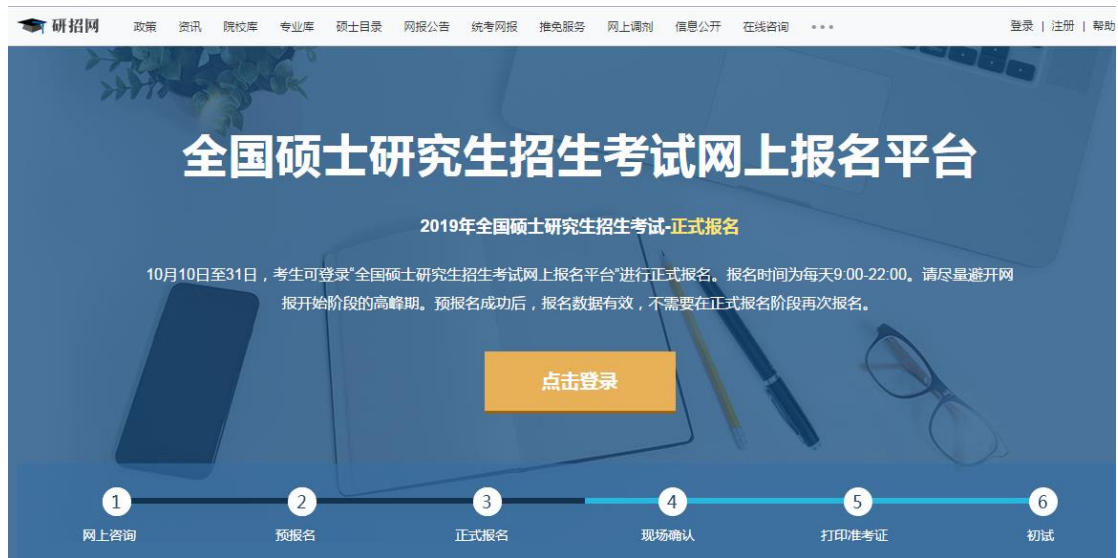 研招网 政策 资讯 院校库 专业库 硕士目录 网报公告 统考网报 推免服务 网上调剂 信息公开 在线咨询 ••• 登录 | 注册 | 帮助
全国硕士研究生招生考试网上报名平台
2019年全国硕士研究生招生考试-正式报名
10月10日至31日，考生可登录“全国硕士研究生招生考试网上报名平台”进行正式报名。报名时间为每天9:00-22:00。请尽量避开网
报开始阶段的高峰期。预报名成功后，报名数据有效，不需要在正式报名阶段再次报名。
点击登录
1 2 3 4 5 6
网上咨询 预报名 正式报名 现场确认 打印准考证 初试